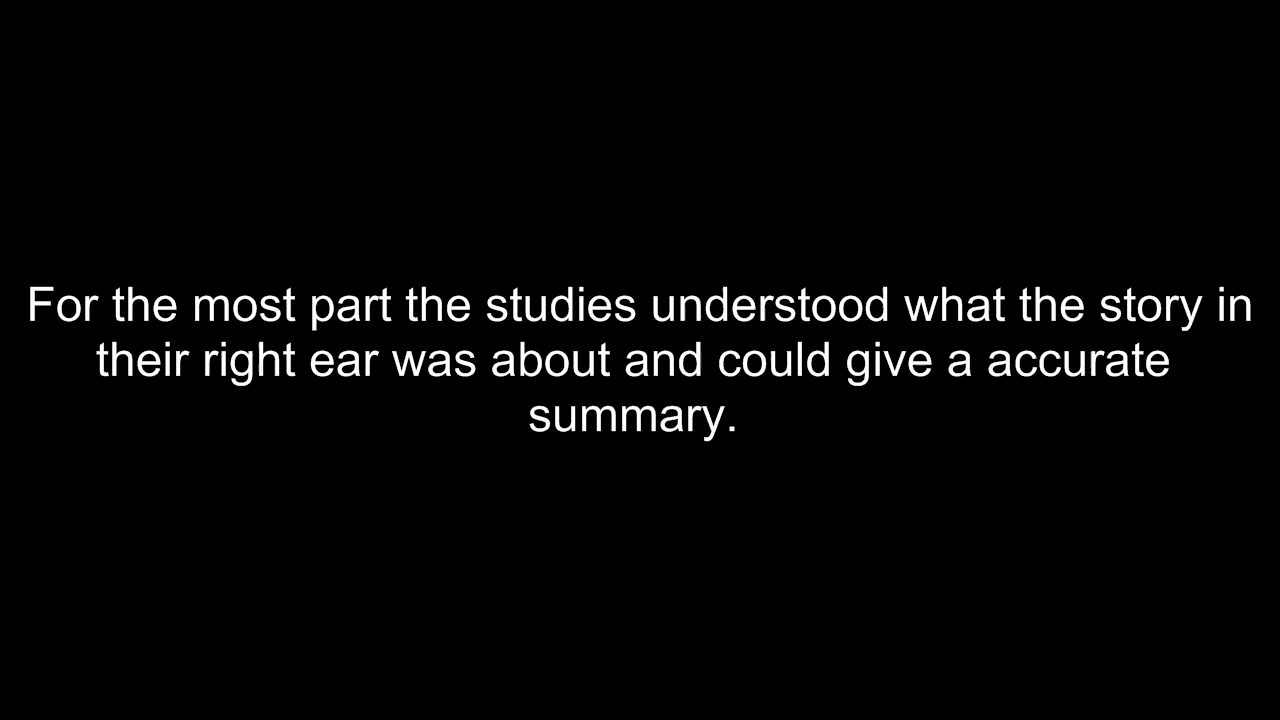 For the most part the studies understood what the story in
their right ear was about and could give a accurate
summary.